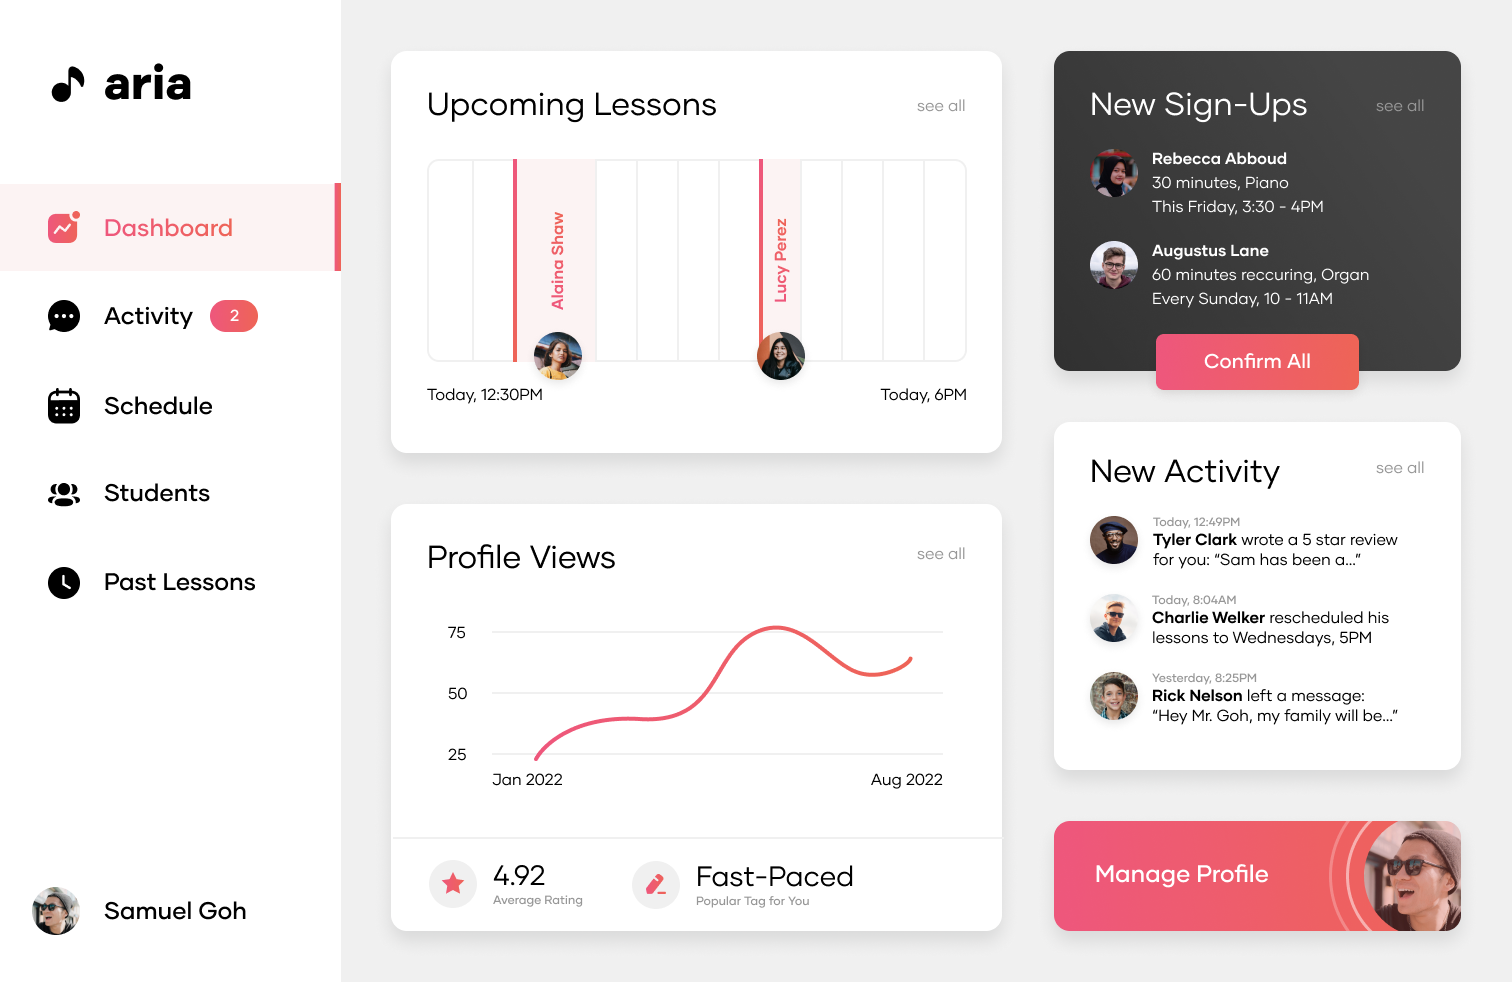 aria
Dashboard
Activity 2
Schedule
Students
Past Lessons
Samuel Goh
Upcoming Lessons
see all
Alaina Shaw
Lucy Perez
Today, 12:30PM
Today, 6PM
Profile Views
see all
75
50
25
Jan 2022
Aug 2022
4.92
Average Rating
Fast-Paced
Popular Tag for You
New Sign-Ups
see all
Rebecca Abboud
30 minutes, Piano
This Friday, 3:30 - 4PM
Augustus Lane
60 minutes reccuring, Organ
Every Sunday, 10 - 11AM
Confirm All
New Activity
see all
Today, 12:49PM
Tyler Clark wrote a 5 star review
for you: “Sam has been a...”
Today, 8:04AM
Charlie Welker rescheduled his
lessons to Wednesdays, 5PM
Yesterday, 8:25PM
Rick Nelson left a message:
“Hey Mr. Goh, my family will be...”
Manage Profile